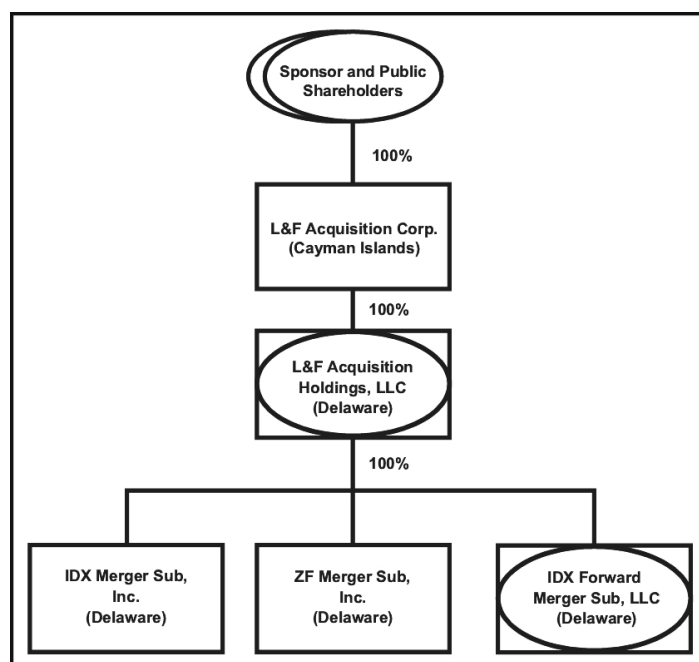 Sponsor and Public
Shareholders
100%
L&F Acquisition Corp.
(Cayman Islands)
100%
L&F Acquisition
Holdings, LLC
(Delaware)
100%
IDX Merger Sub,
Inc.
(Delaware)
ZF Merger Sub,
Inc.
(Delaware)
IDX Forward
Merger Sub, LLC
(Delaware)